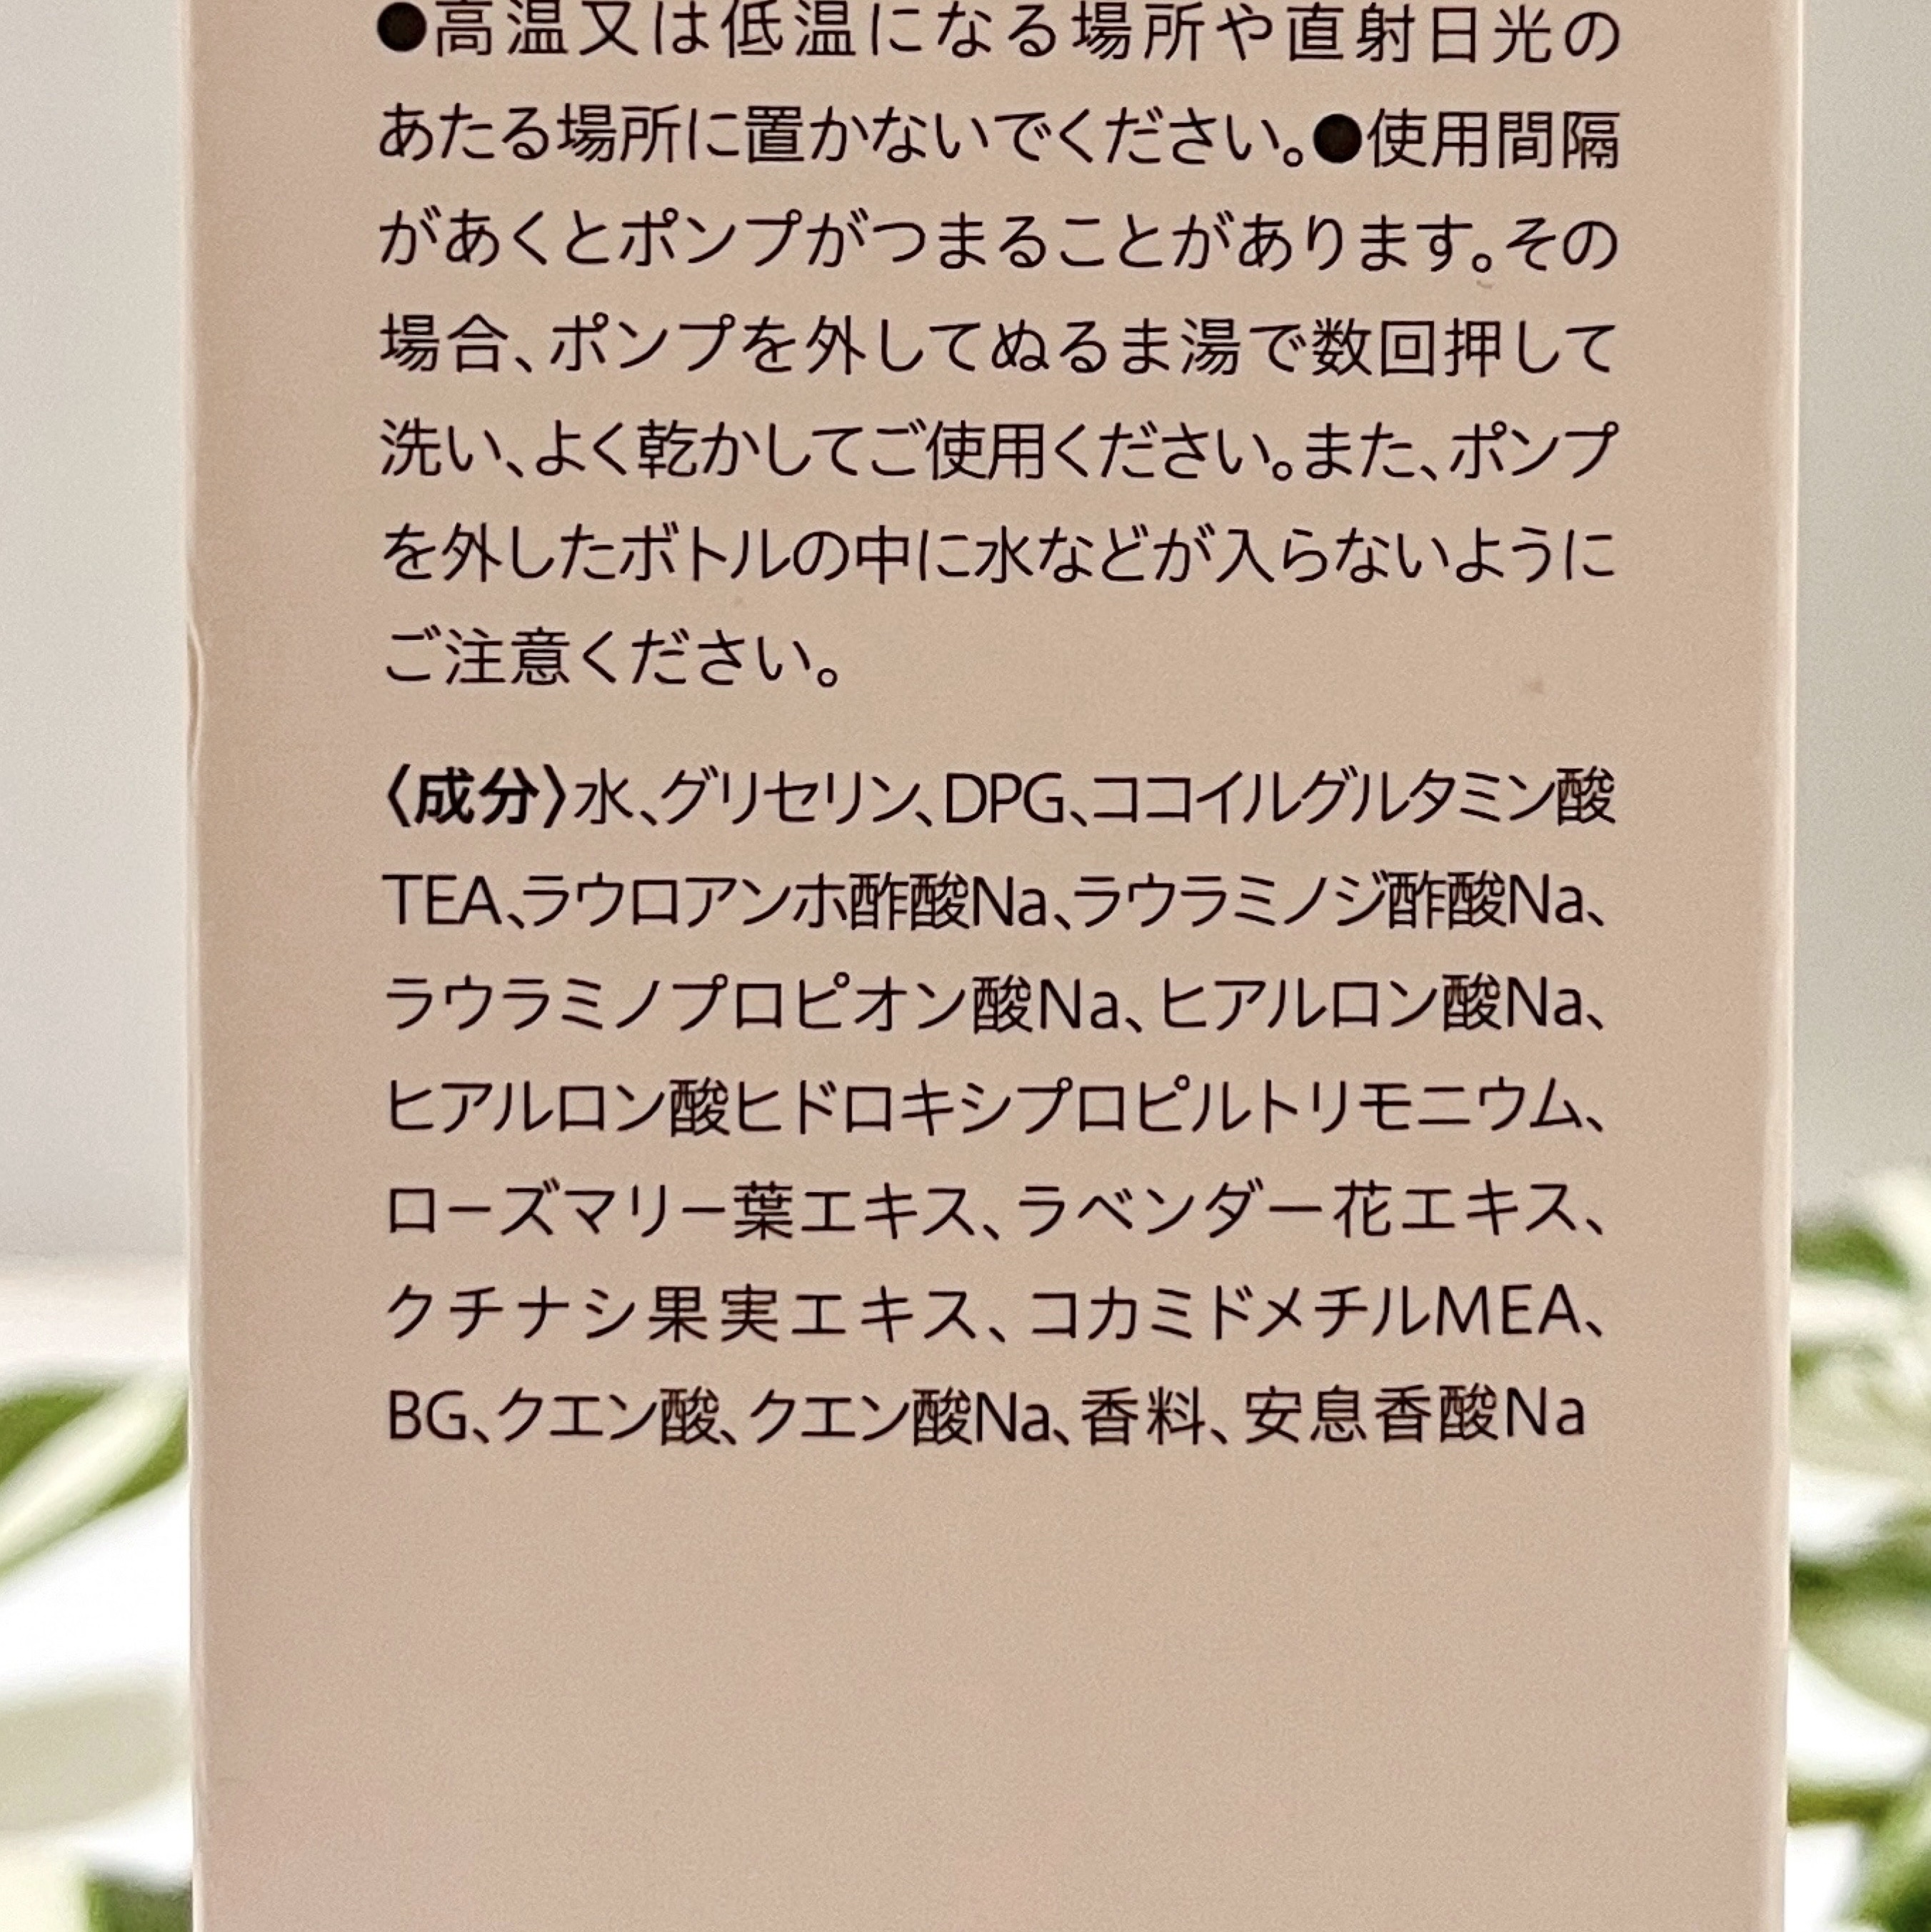 ●高温又は低温になる場所や直射日光の
あたる場所に置かないでください。●使用間隔
があくとポンプがつまることがあります。その
場合、ポンプを外してぬるま湯で数回押して
洗い、よく乾かしてご使用ください。また、ポンプ
を外したボトルの中に水などが入らないように
ご注意ください。
〈成分〉水、グリセリン、DPG、ココイルグルタミン酸
TEA、ラウロアンホ酢酸Na、ラウラミノジ酢酸Na、
ラウラミノプロピオン酸Na、ヒアルロン酸Na、
ヒアルロン酸ヒドロキシプロピルトリモニウム、
ローズマリー葉エキス、ラベンダー花エキス、
クチナシ果実エキス、コカミドメチルMEA、
BG、クエン酸、クエン酸Na、香料、安息香酸Na